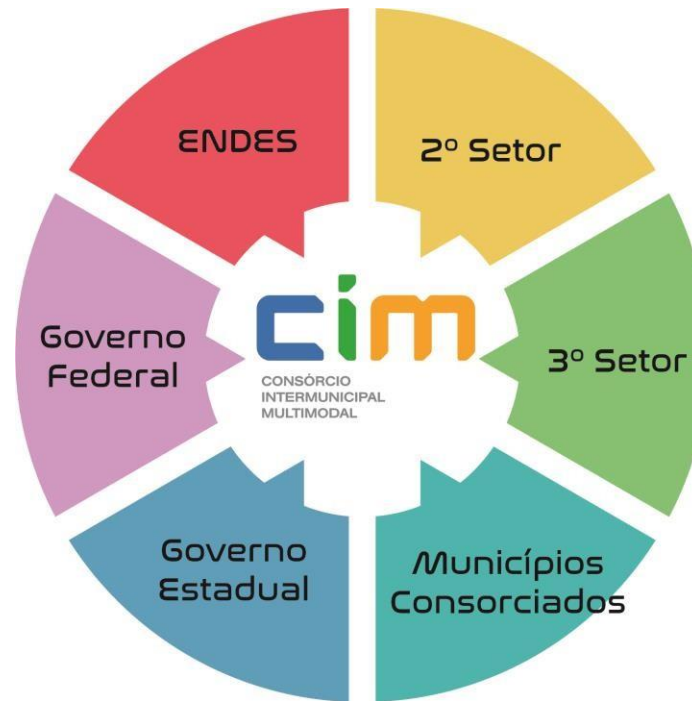 ENDES
2º Setor
Governo
Federal
cim
3º Setor
CONSÓRCIO
INTERMUNICIPAL
MULTIMODAL
Governo
Estadual
Municípios
Consorciados